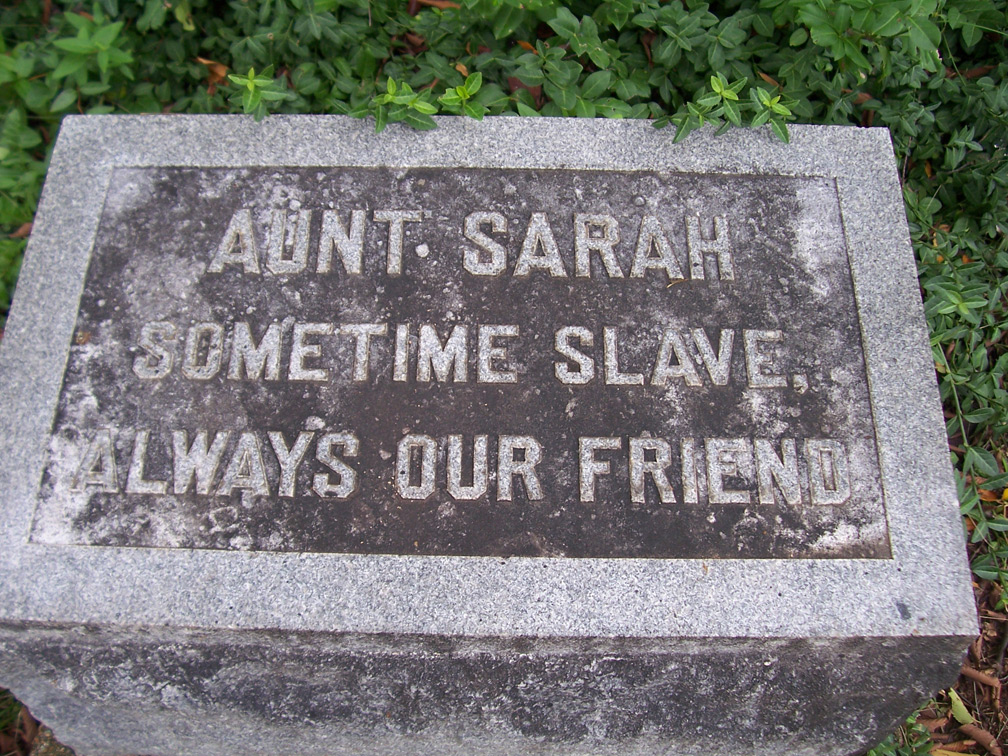 AUNT SARAH
SOMETIME SLAVE,
ALWAYS OUR FRIEND